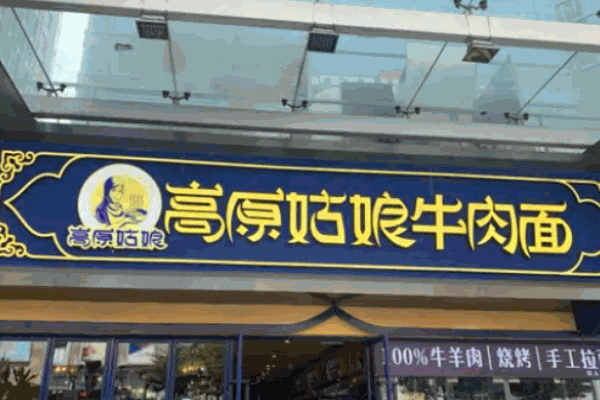 高原姑娘牛肉面
高原姑娘
100%牛羊肉 | 烧烤 | 手工拉面